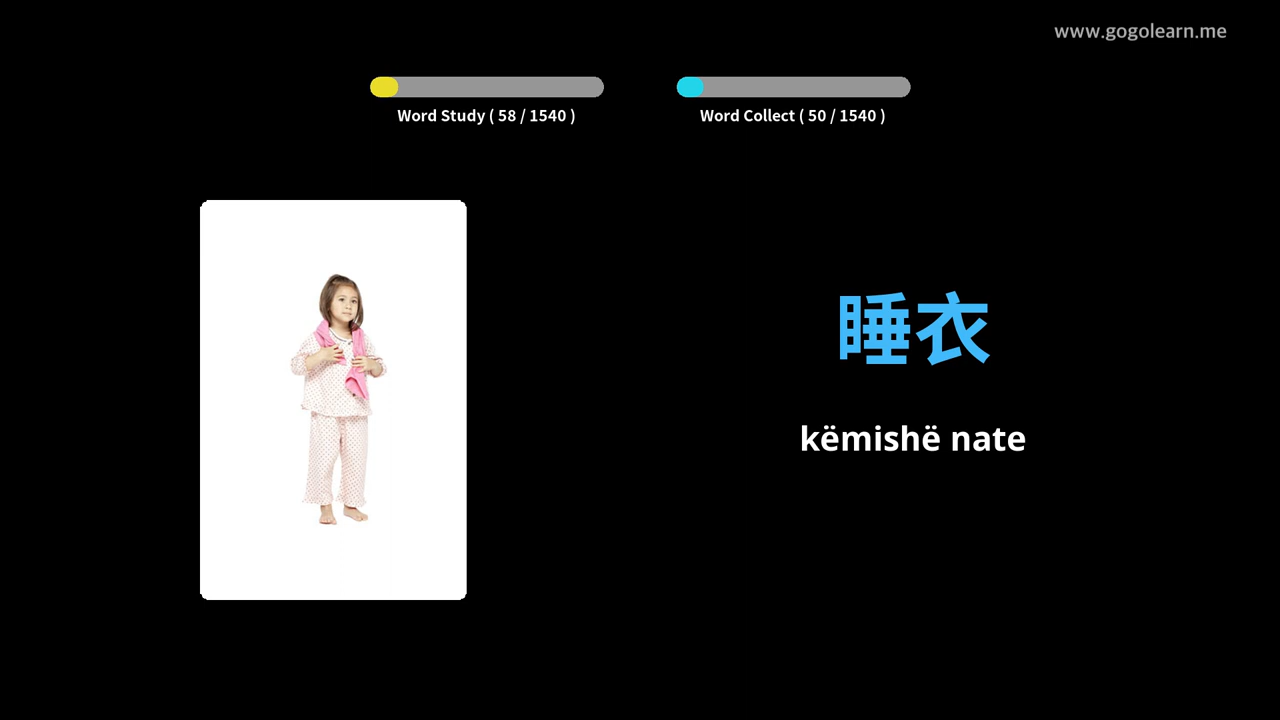 www.gogolearn.me
Word Study ( 58 / 1540 )
Word Collect ( 50 / 1540 )
睡衣
këmishë nate